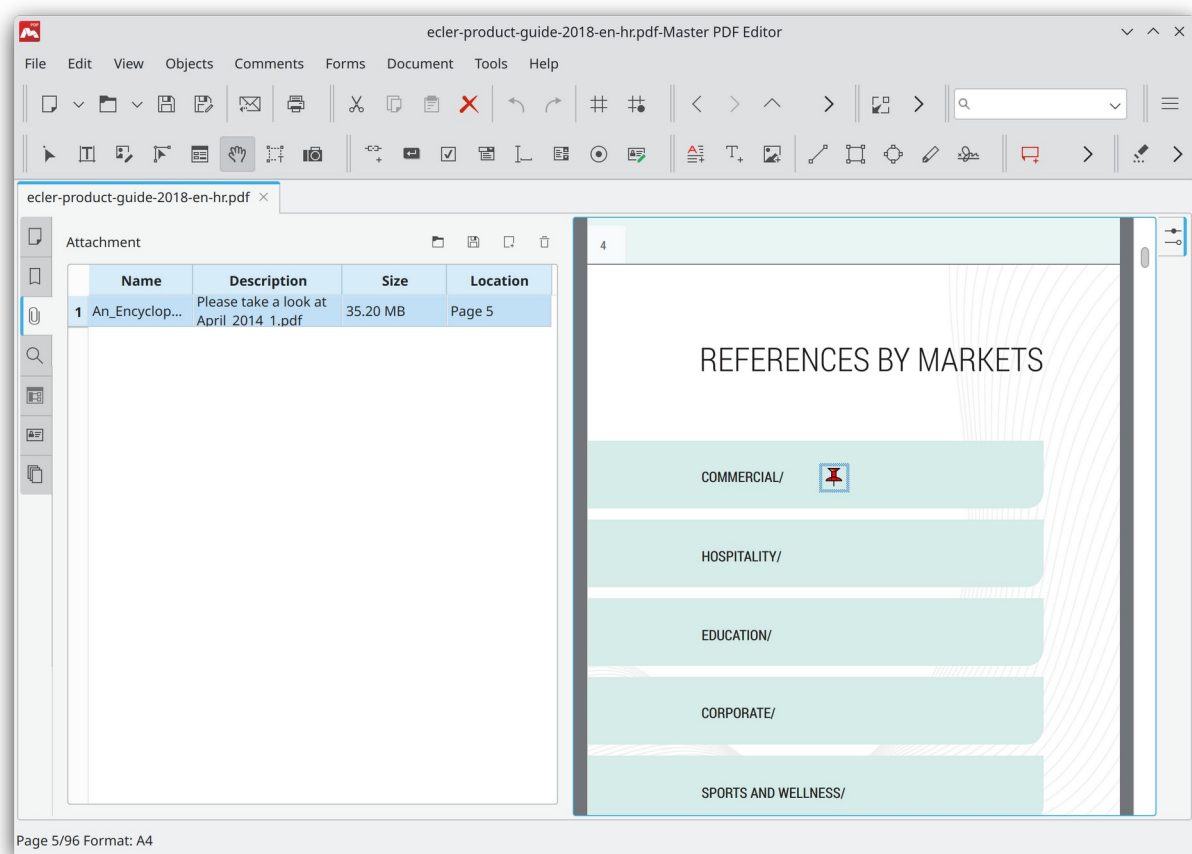 ecler-product-guide-2018-en-hr.pdf-Master PDF Editor
File Edit View Objects Comments Forms Document Tools Help
ecler-product-guide-2018-en-hr.pdf
Attachment
Name Description Size Location
1 An_Encyclop... Please take a look at 35.20 MB Page 5
April_2014_1.pdf
4
REFERENCES BY MARKETS
COMMERCIAL/
HOSPITALITY/
EDUCATION/
CORPORATE/
SPORTS AND WELLNESS/
Page 5/96 Format: A4